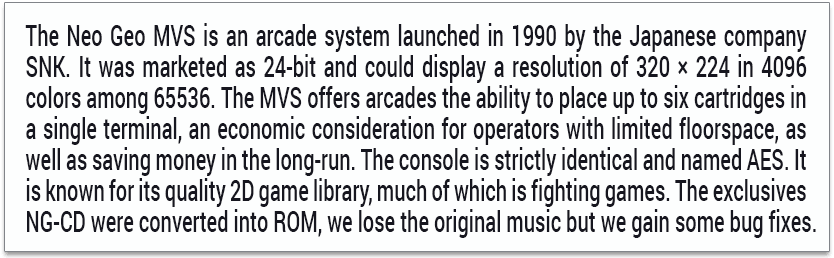 The Neo Geo MVS is an arcade system launched in 1990 by the Japanese company
SNK. It was marketed as 24-bit and could display a resolution of 320 × 224 in 4096
colors among 65536. The MVS offers arcades the ability to place up to six cartridges in
a single terminal, an economic consideration for operators with limited floorspace, as
well as saving money in the long-run. The console is strictly identical and named AES. It
is known for its quality 2D game library, much of which is fighting games. The exclusives
NG-CD were converted into ROM, we lose the original music but we gain some bug fixes.